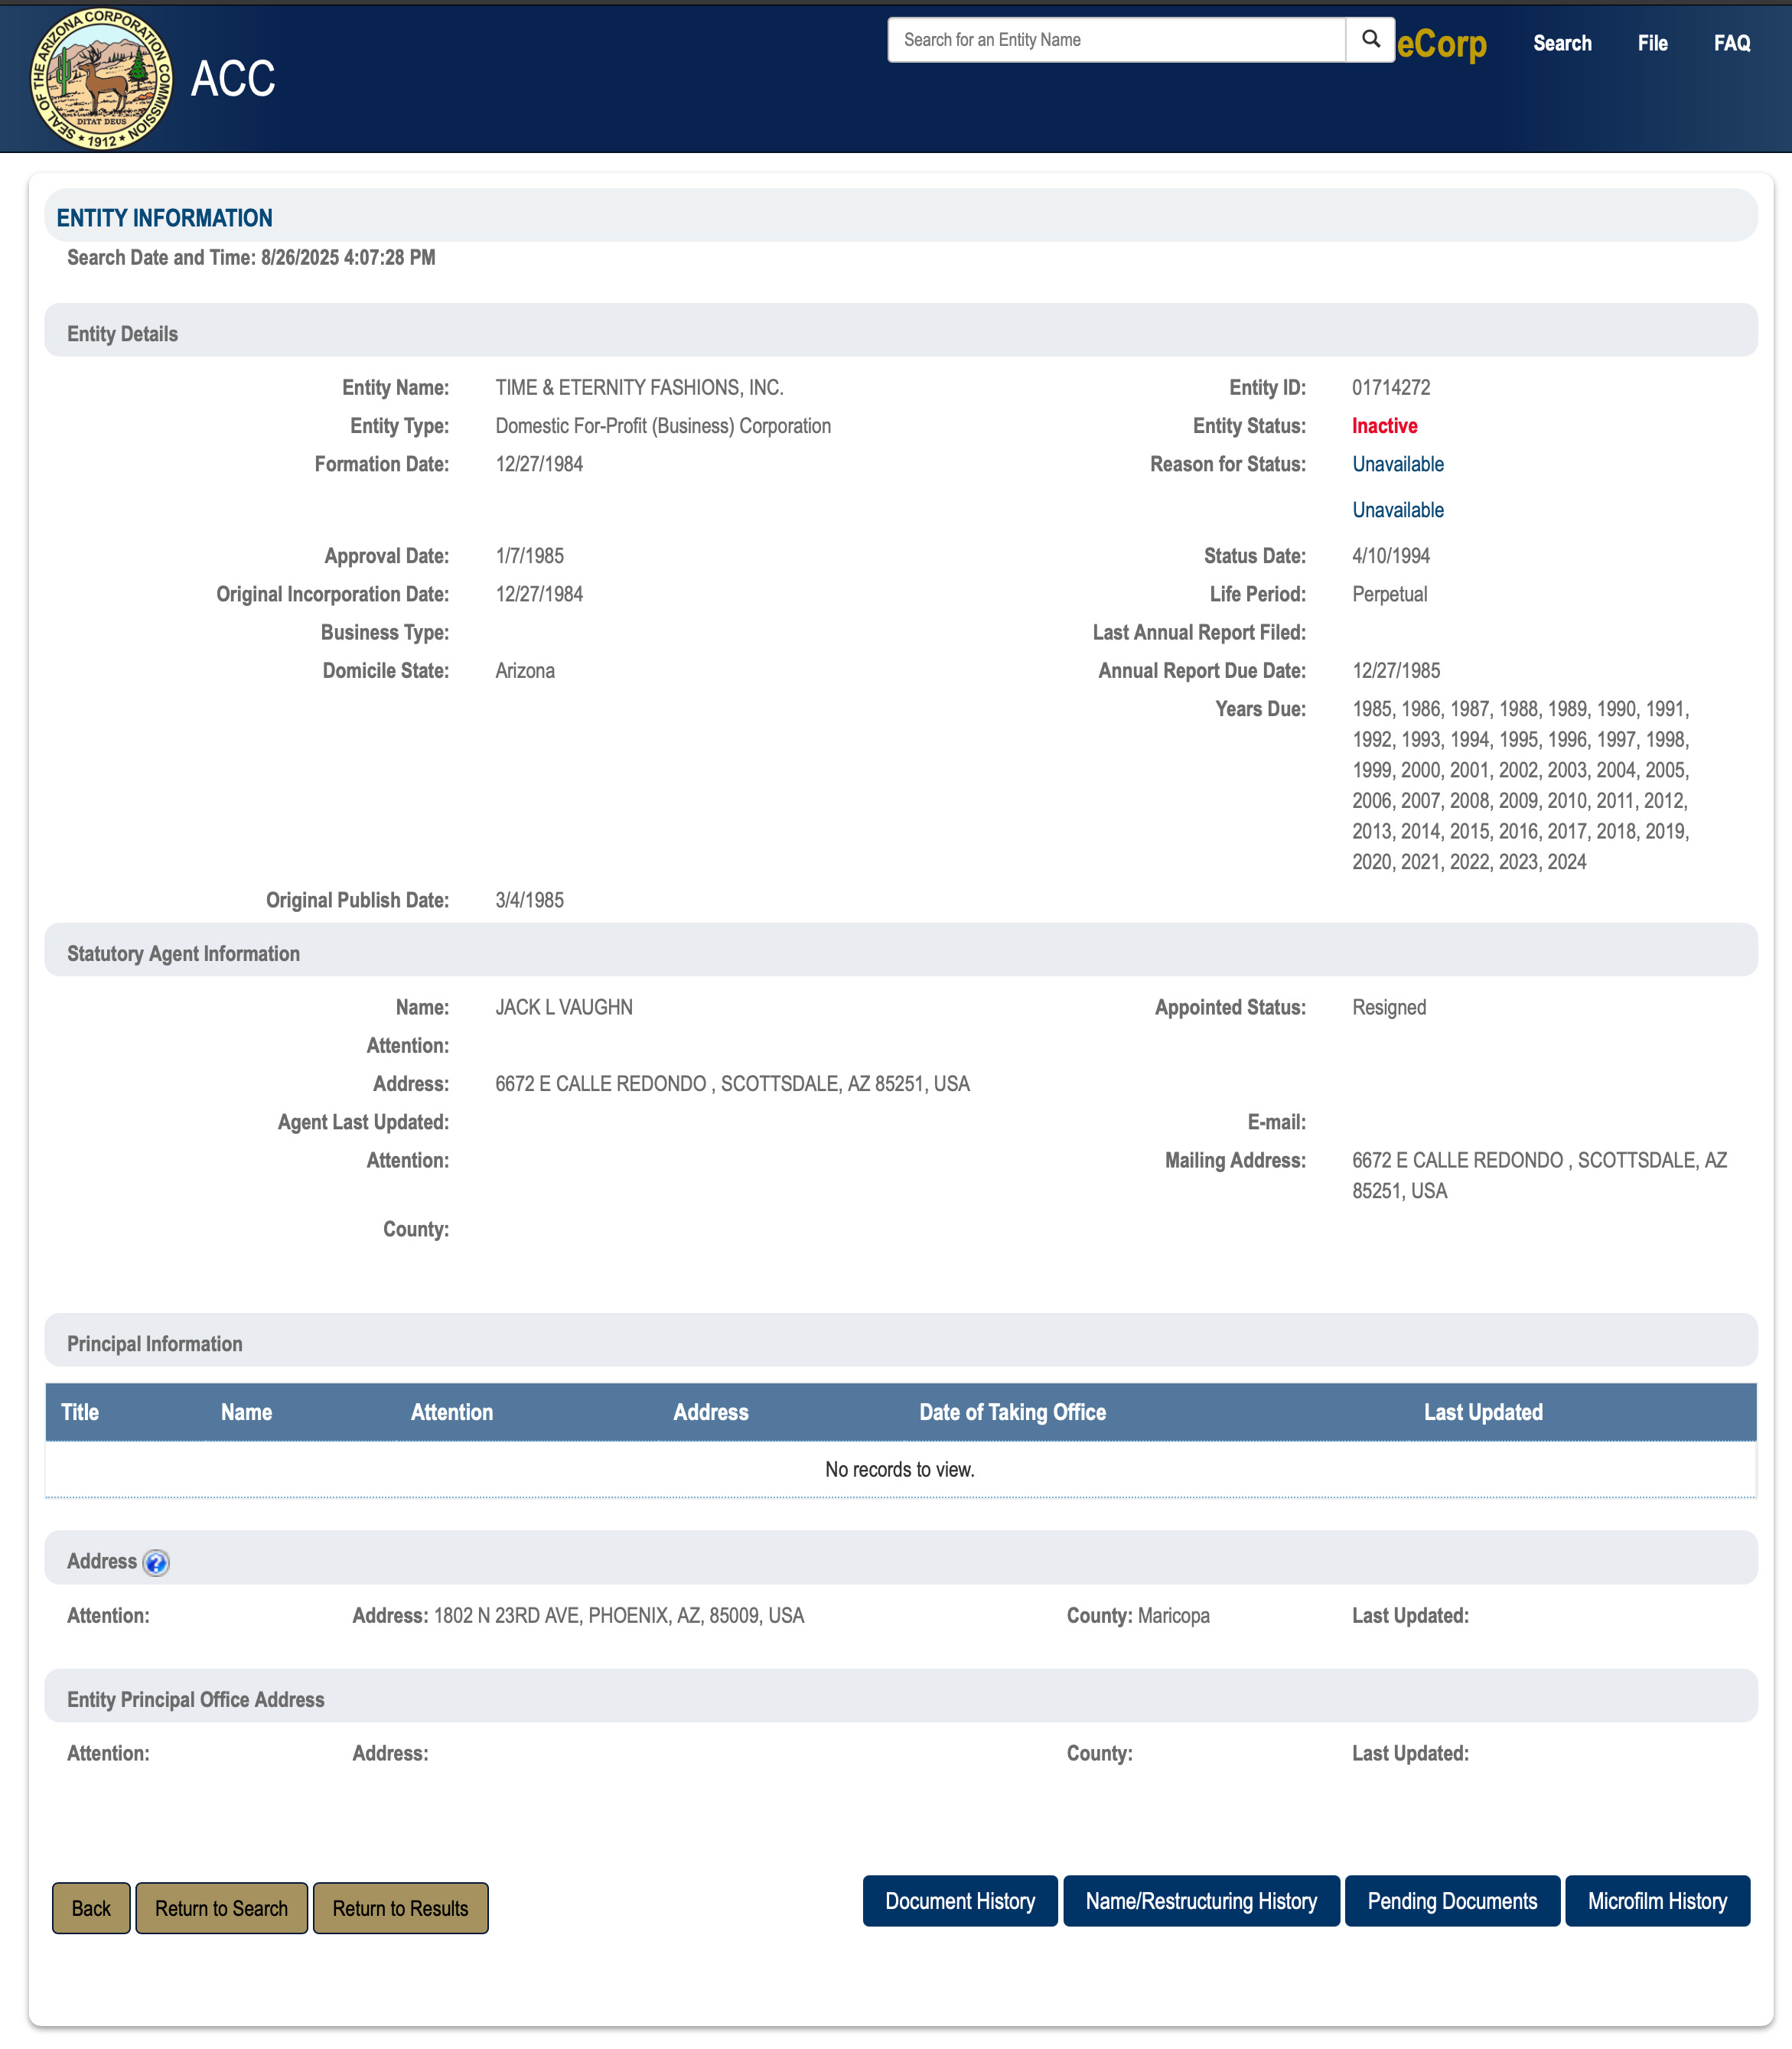 SEAL OF THE ARIZONA CORPORATION COMMISSION
DITAT DEUS
1912
ACC
Search for an Entity Name
eCorp
Search
File
FAQ
ENTITY INFORMATION
Search Date and Time: 8/26/2025 4:07:28 PM
Entity Details
Entity Name: TIME & ETERNITY FASHIONS, INC. Entity ID: 01714272
Entity Type: Domestic For-Profit (Business) Corporation Entity Status: Inactive
Formation Date: 12/27/1984 Reason for Status: Unavailable
Unavailable
Approval Date: 1/7/1985 Status Date: 4/10/1994
Original Incorporation Date: 12/27/1984 Life Period: Perpetual
Business Type: Last Annual Report Filed:
Domicile State: Arizona Annual Report Due Date: 12/27/1985
Years Due: 1985, 1986, 1987, 1988, 1989, 1990, 1991,
1992, 1993, 1994, 1995, 1996, 1997, 1998,
1999, 2000, 2001, 2002, 2003, 2004, 2005,
2006, 2007, 2008, 2009, 2010, 2011, 2012,
2013, 2014, 2015, 2016, 2017, 2018, 2019,
2020, 2021, 2022, 2023, 2024
Original Publish Date: 3/4/1985
Statutory Agent Information
Name: JACK L VAUGHN Appointed Status: Resigned
Attention:
Address: 6672 E CALLE REDONDO , SCOTTSDALE, AZ 85251, USA
Agent Last Updated: E-mail:
Attention: Mailing Address: 6672 E CALLE REDONDO , SCOTTSDALE, AZ
85251, USA
County:
Principal Information
Title Name Attention Address Date of Taking Office Last Updated
No records to view.
Address ?
Attention: Address: 1802 N 23RD AVE, PHOENIX, AZ, 85009, USA County: Maricopa Last Updated:
Entity Principal Office Address
Attention: Address: County: Last Updated:
Back Return to Search Return to Results Document History Name/Restructuring History Pending Documents Microfilm History